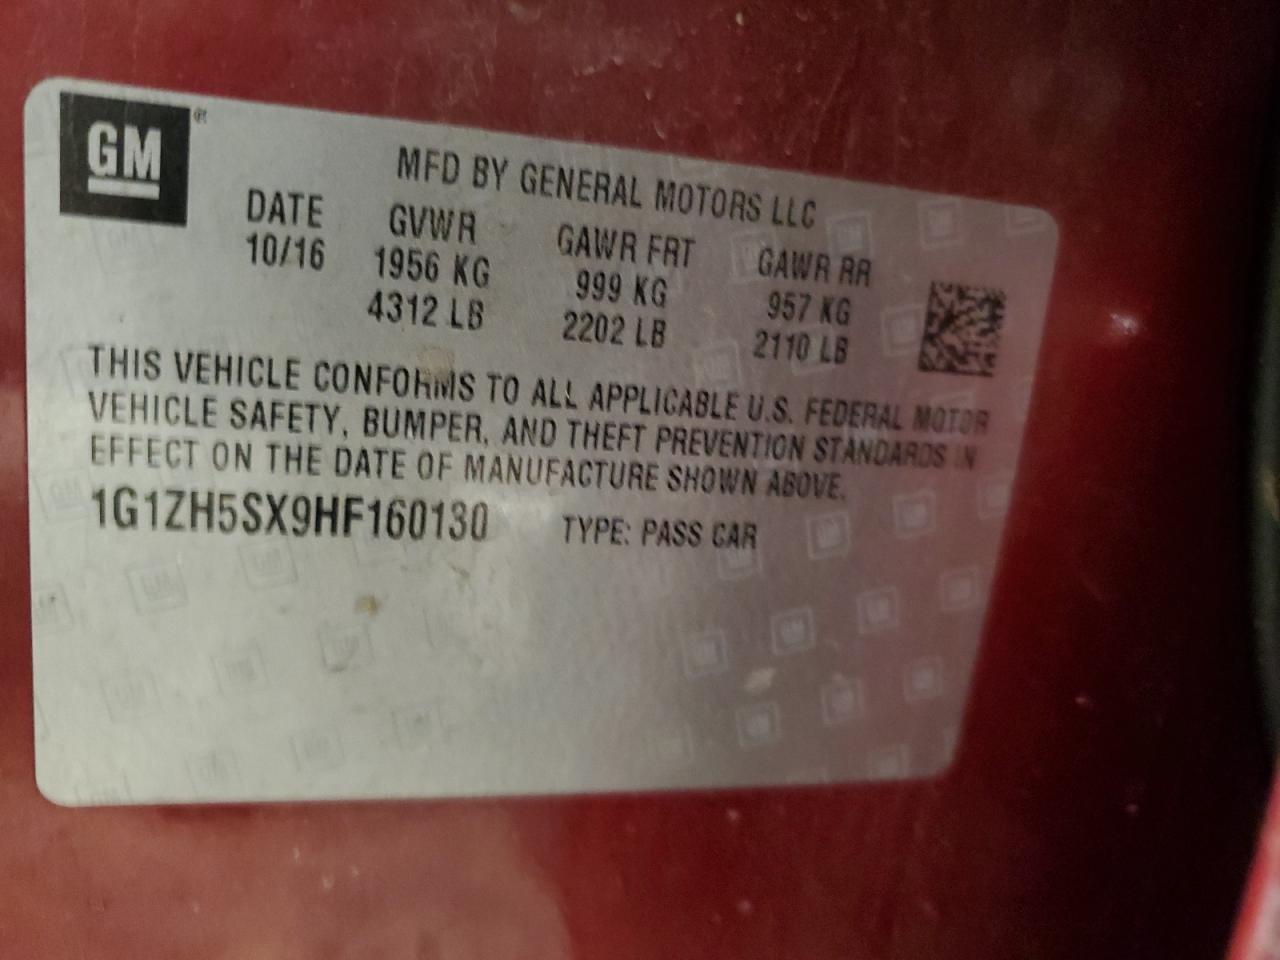 GM
MFD BY GENERAL MOTORS LLC
DATE GVWR GAWR FRT GAWR RR
10/16 1956 KG 999 KG 957 KG
4312 LB 2202 LB 2110 LB
THIS VEHICLE CONFORMS TO ALL APPLICABLE U.S. FEDERAL MOTOR
VEHICLE SAFETY, BUMPER, AND THEFT PREVENTION STANDARDS IN
EFFECT ON THE DATE OF MANUFACTURE SHOWN ABOVE.
1G1ZH5SX9HF160130 TYPE: PASS CAR